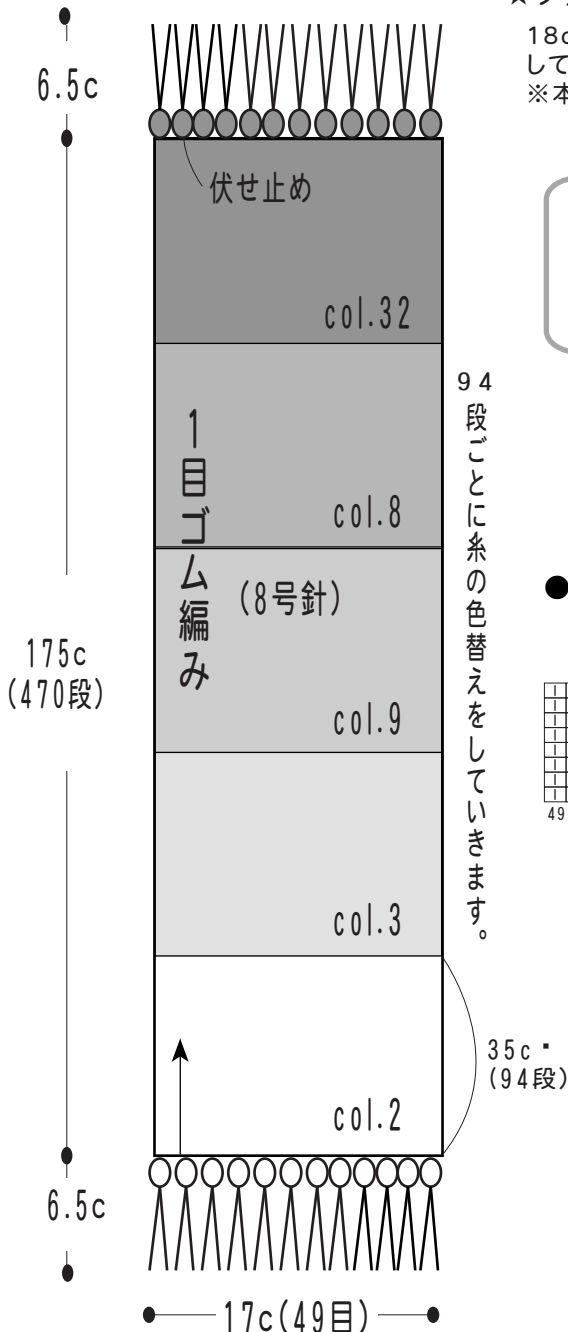 6.5c
18c
して
※本
伏せ止め
col.32
94段ごとに糸の色替えをしていきます。
1目ゴム編み
col.8
(8号針)
175c
(470段)
col.9
49
col.3
35c
(94段)
col.2
6.5c
17c(49目)